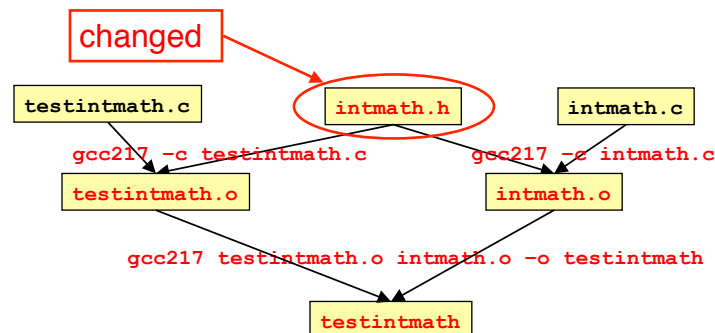 changed
testintmath.c
intmath.h
intmath.c
gcc217 –c testintmath.c
gcc217 –c intmath.c
testintmath.o
intmath.o
gcc217 testintmath.o intmath.o –o testintmath
testintmath